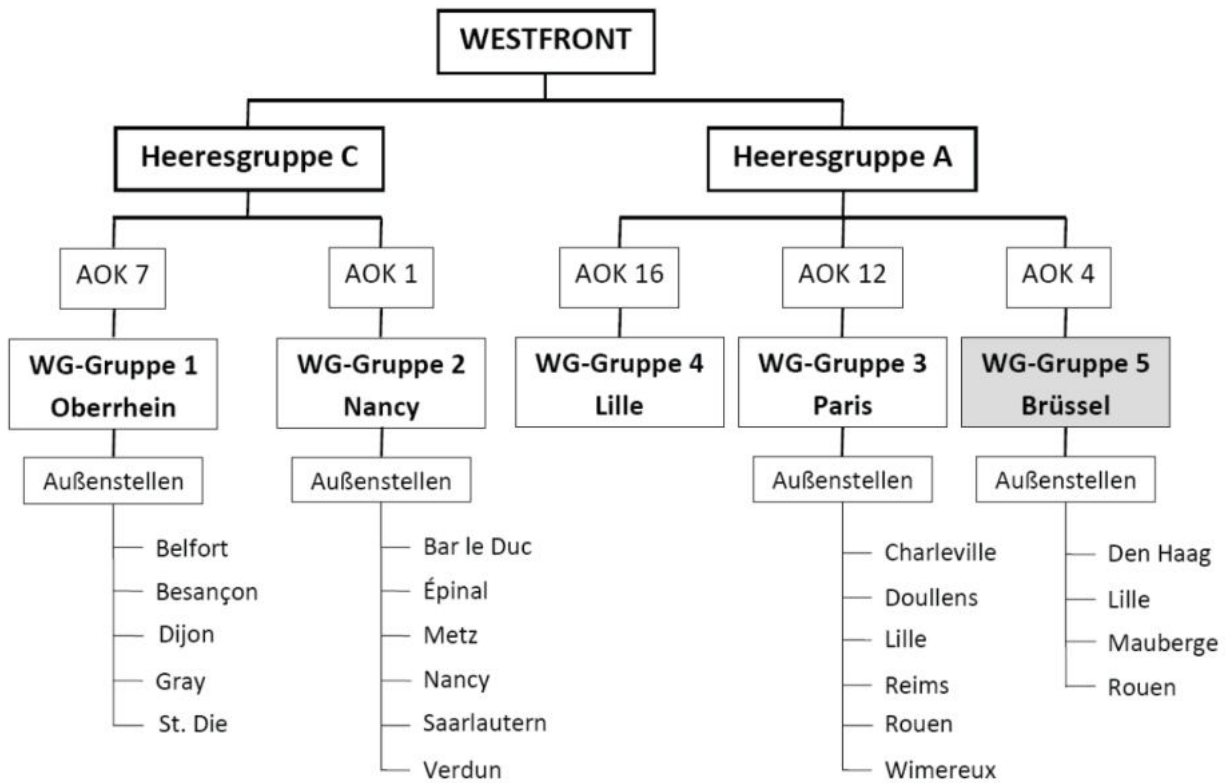 WESTFRONT
Heeresgruppe C
Heeresgruppe A
AOK 7
AOK 1
AOK 16
AOK 12
AOK 4
WG-Gruppe 1
Oberrhein
WG-Gruppe 2
Nancy
WG-Gruppe 4
Lille
WG-Gruppe 3
Paris
WG-Gruppe 5
Brüssel
Außenstellen
Belfort
Besançon
Dijon
Gray
St. Die
Außenstellen
Bar le Duc
Épinal
Metz
Nancy
Saarlautern
Verdun
Außenstellen
Charleville
Doullens
Lille
Reims
Rouen
Wimereux
Außenstellen
Den Haag
Lille
Mauberge
Rouen